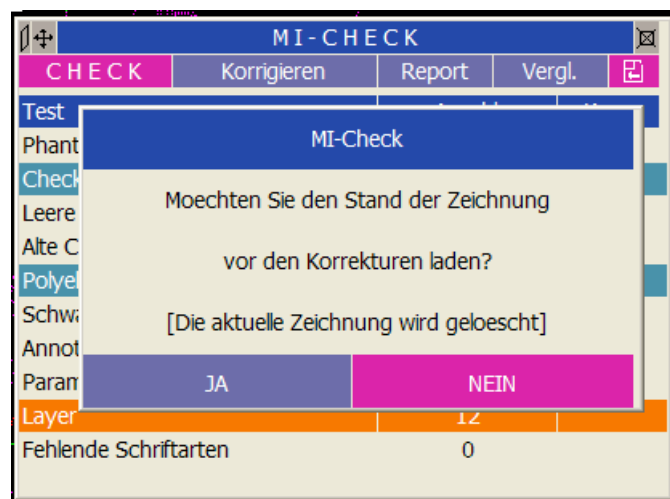 MI-CHECK
CHECK Korrigieren Report Vergl.
Test
Phant
MI-Check
Check
Moechten Sie den Stand der Zeichnung
Leere
Alte C
vor den Korrekturen laden?
Polyel
Schwa
[Die aktuelle Zeichnung wird geloescht]
Annot
Param
JA NEIN
Layer 12
Fehlende Schriftarten 0